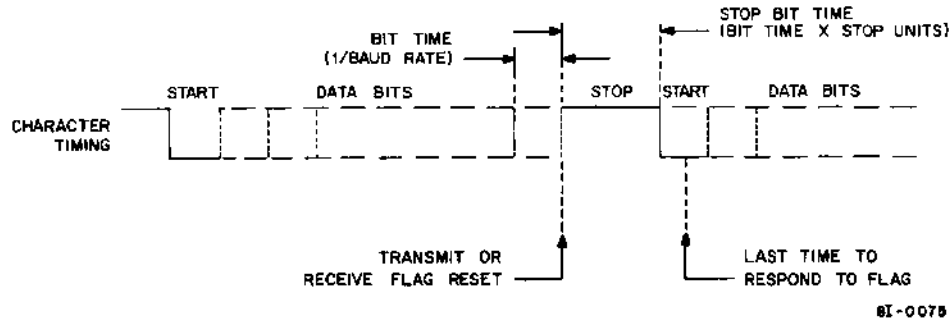 STOP BIT TIME
(BIT TIME X STOP UNITS)
BIT TIME
(1/BAUD RATE)
START
DATA BITS
STOP
START
DATA BITS
CHARACTER
TIMING
TRANSMIT OR
RECEIVE FLAG RESET
LAST TIME TO
RESPOND TO FLAG
8I-0075